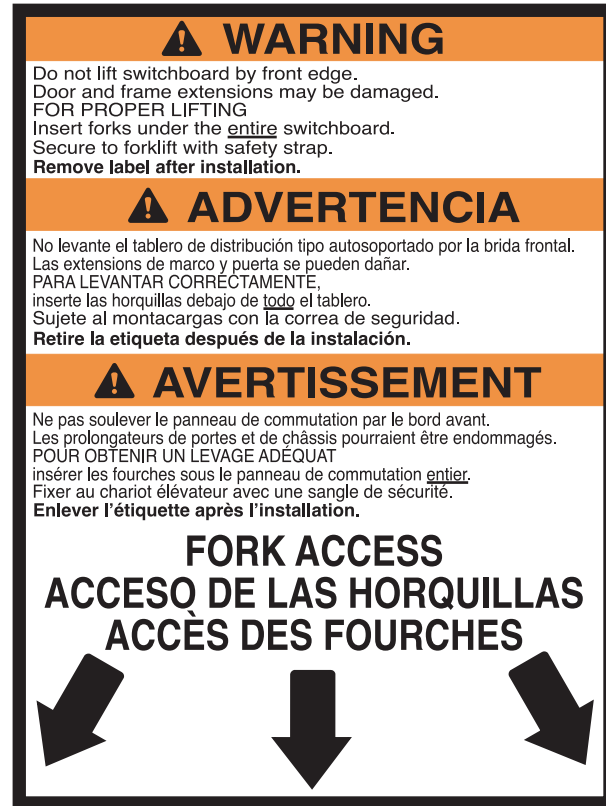 WARNING
Do not lift switchboard by front edge.
Door and frame extensions may be damaged.
FOR PROPER LIFTING
Insert forks under the entire switchboard.
Secure to forklift with safety strap.
Remove label after installation.
ADVERTENCIA
No levante el tablero de distribución tipo autosoportado por la brida frontal.
Las extensions de marco y puerta se pueden dañar.
PARA LEVANTAR CORRECTAMENTE,
inserte las horquillas debajo de todo el tablero.
Sujete al montacargas con la correa de seguridad.
Retire la etiqueta después de la instalación.
AVERTISSEMENT
Ne pas soulever le panneau de commutation par le bord avant.
Les prolongateurs de portes et de châssis pourraient être endommagés.
POUR OBTENIR UN LEVAGE ADÉQUAT
insérer les fourches sous le panneau de commutation entier.
Fixer au chariot élévateur avec une sangle de sécurité.
Enlever l'étiquette après l'installation.
FORK ACCESS
ACCESO DE LAS HORQUILLAS
ACCÈS DES FOURCHES